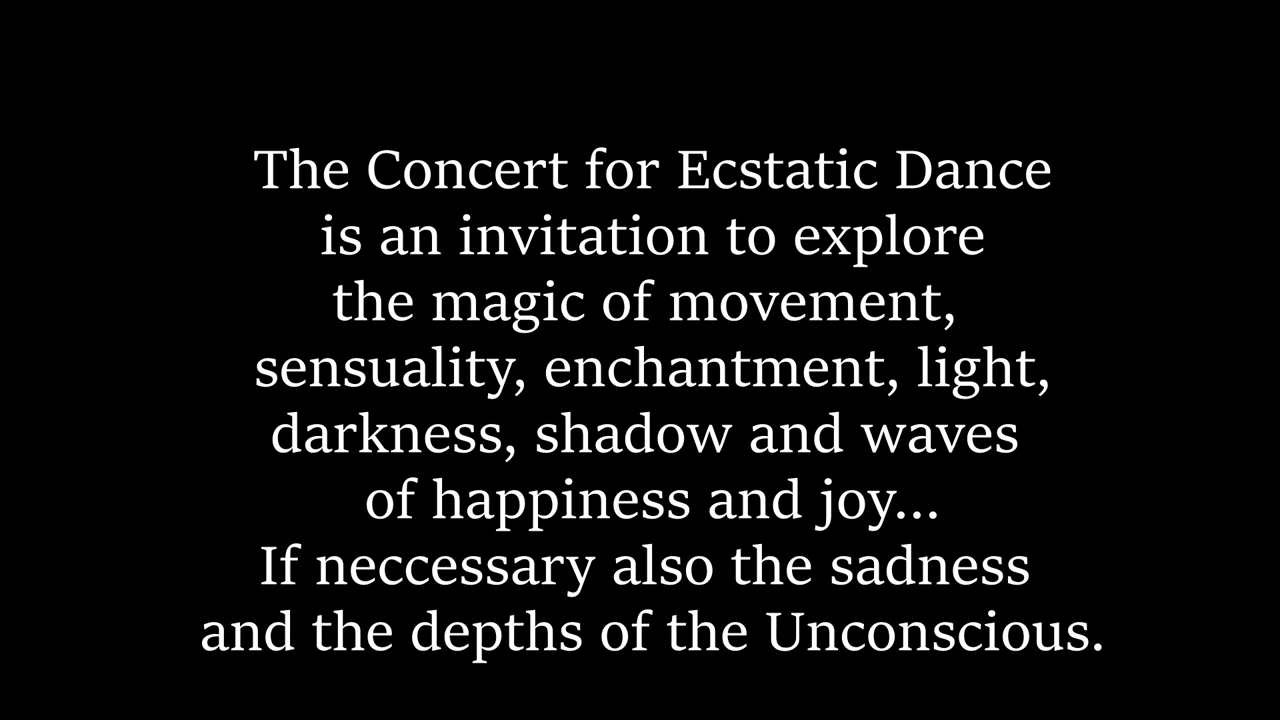 The Concert for Ecstatic Dance
is an invitation to explore
the magic of movement,
sensuality, enchantment, light,
darkness, shadow and waves
of happiness and joy...
If neccessary also the sadness
and the depths of the Unconscious.